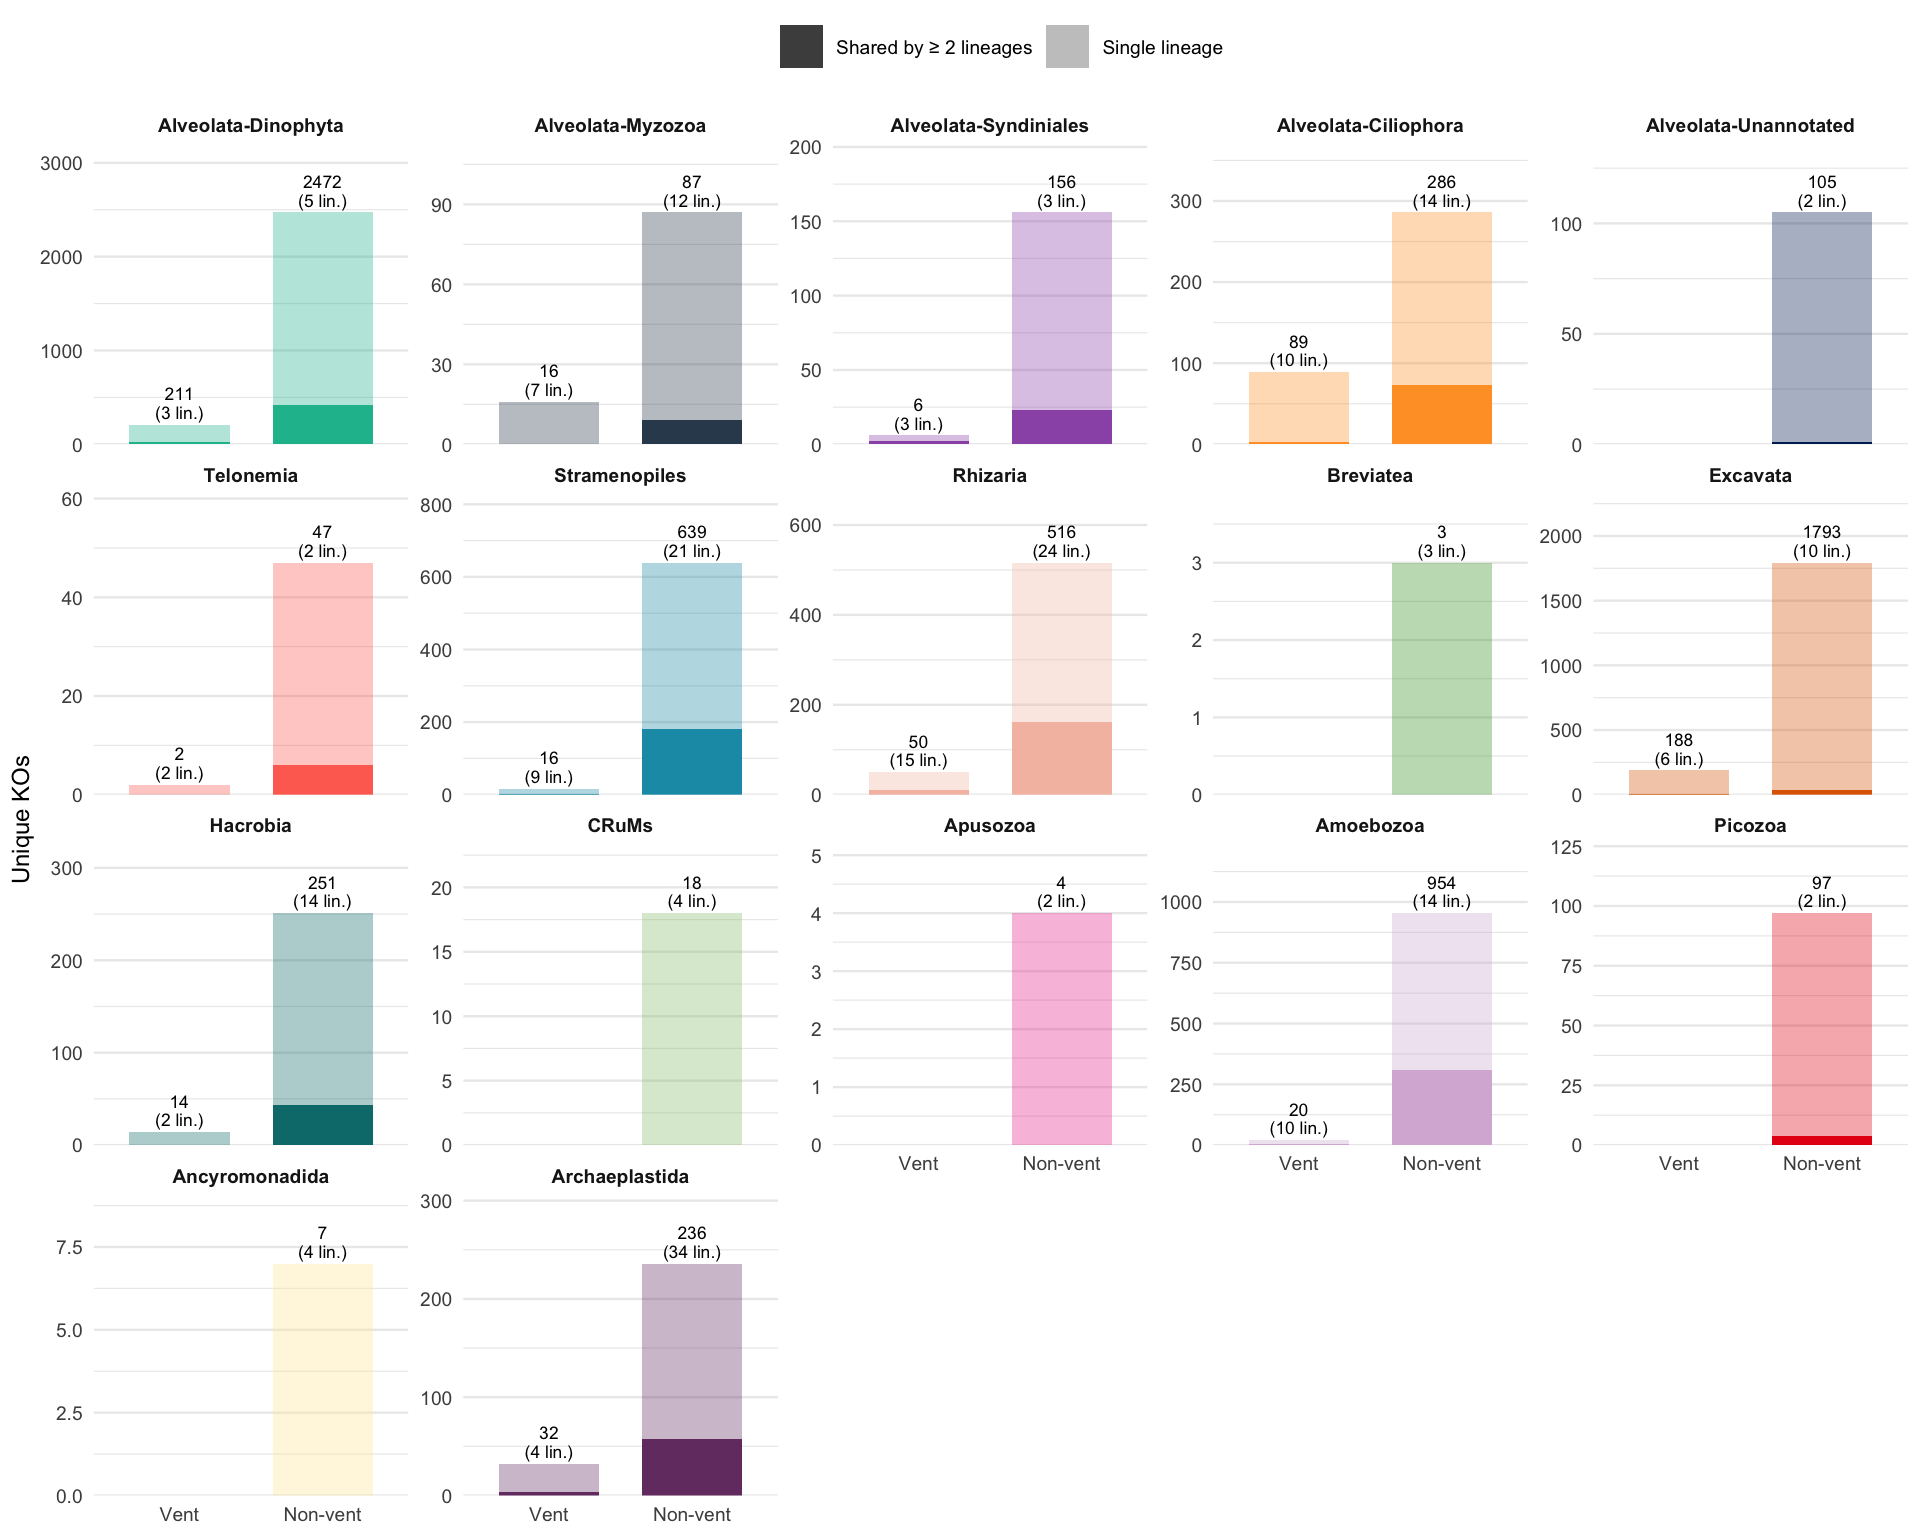 Shared by ≥ 2 lineages Single lineage
Unique KOs
Alveolata-Dinophyta
3000
2000
1000
0
211
(3 lin.)
2472
(5 lin.)
Alveolata-Myzozoa
90
60
30
0
16
(7 lin.)
87
(12 lin.)
Alveolata-Syndiniales
200
150
100
50
0
6
(3 lin.)
156
(3 lin.)
Alveolata-Ciliophora
300
200
100
0
89
(10 lin.)
286
(14 lin.)
Alveolata-Unannotated
100
50
0
105
(2 lin.)
Telonemia
60
40
20
0
2
(2 lin.)
47
(2 lin.)
Stramenopiles
800
600
400
200
0
16
(9 lin.)
639
(21 lin.)
Rhizaria
600
400
200
0
50
(15 lin.)
516
(24 lin.)
Breviatea
3
2
1
0
3
(3 lin.)
Excavata
2000
1500
1000
500
0
188
(6 lin.)
1793
(10 lin.)
Hacrobia
300
200
100
0
14
(2 lin.)
251
(14 lin.)
CRuMs
20
15
10
5
0
18
(4 lin.)
Apusozoa
5
4
3
2
1
0
4
(2 lin.)
Vent Non-vent
Amoebozoa
1000
750
500
250
0
20
(10 lin.)
954
(14 lin.)
Vent Non-vent
Picozoa
125
100
75
50
25
0
97
(2 lin.)
Vent Non-vent
Ancyromonadida
7.5
5.0
2.5
0.0
7
(4 lin.)
Vent Non-vent
Archaeplastida
300
200
100
0
32
(4 lin.)
236
(34 lin.)
Vent Non-vent